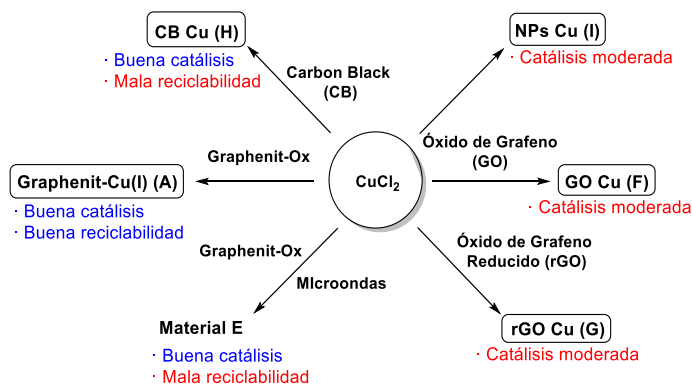 CB Cu (H)
· Buena catálisis
· Mala reciclabilidad
NPs Cu (I)
· Catálisis moderada
Carbon Black
(CB)
Óxido de Grafeno
(GO)
Graphenit-Ox
CuCl2
Graphenit-Cu(I) (A)
· Buena catálisis
· Buena reciclabilidad
GO Cu (F)
· Catálisis moderada
Graphenit-Ox
MIcroondas
Óxido de Grafeno
Reducido (rGO)
Material E
· Buena catálisis
· Mala reciclabilidad
rGO Cu (G)
· Catálisis moderada